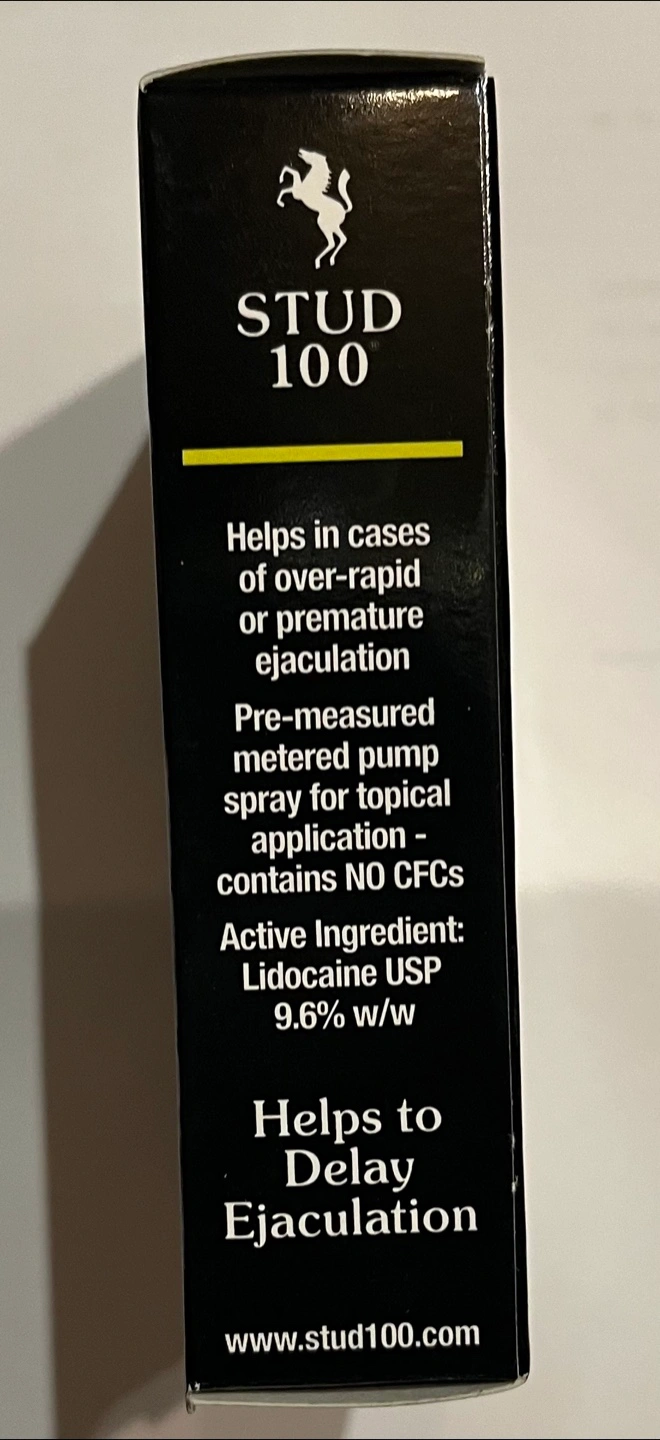 STUD
100®
Helps in cases
of over-rapid
or premature
ejaculation
Pre-measured
metered pump
spray for topical
application -
contains NO CFCs
Active Ingredient:
Lidocaine USP
9.6% w/w
Helps to
Delay
Ejaculation
www.stud100.com